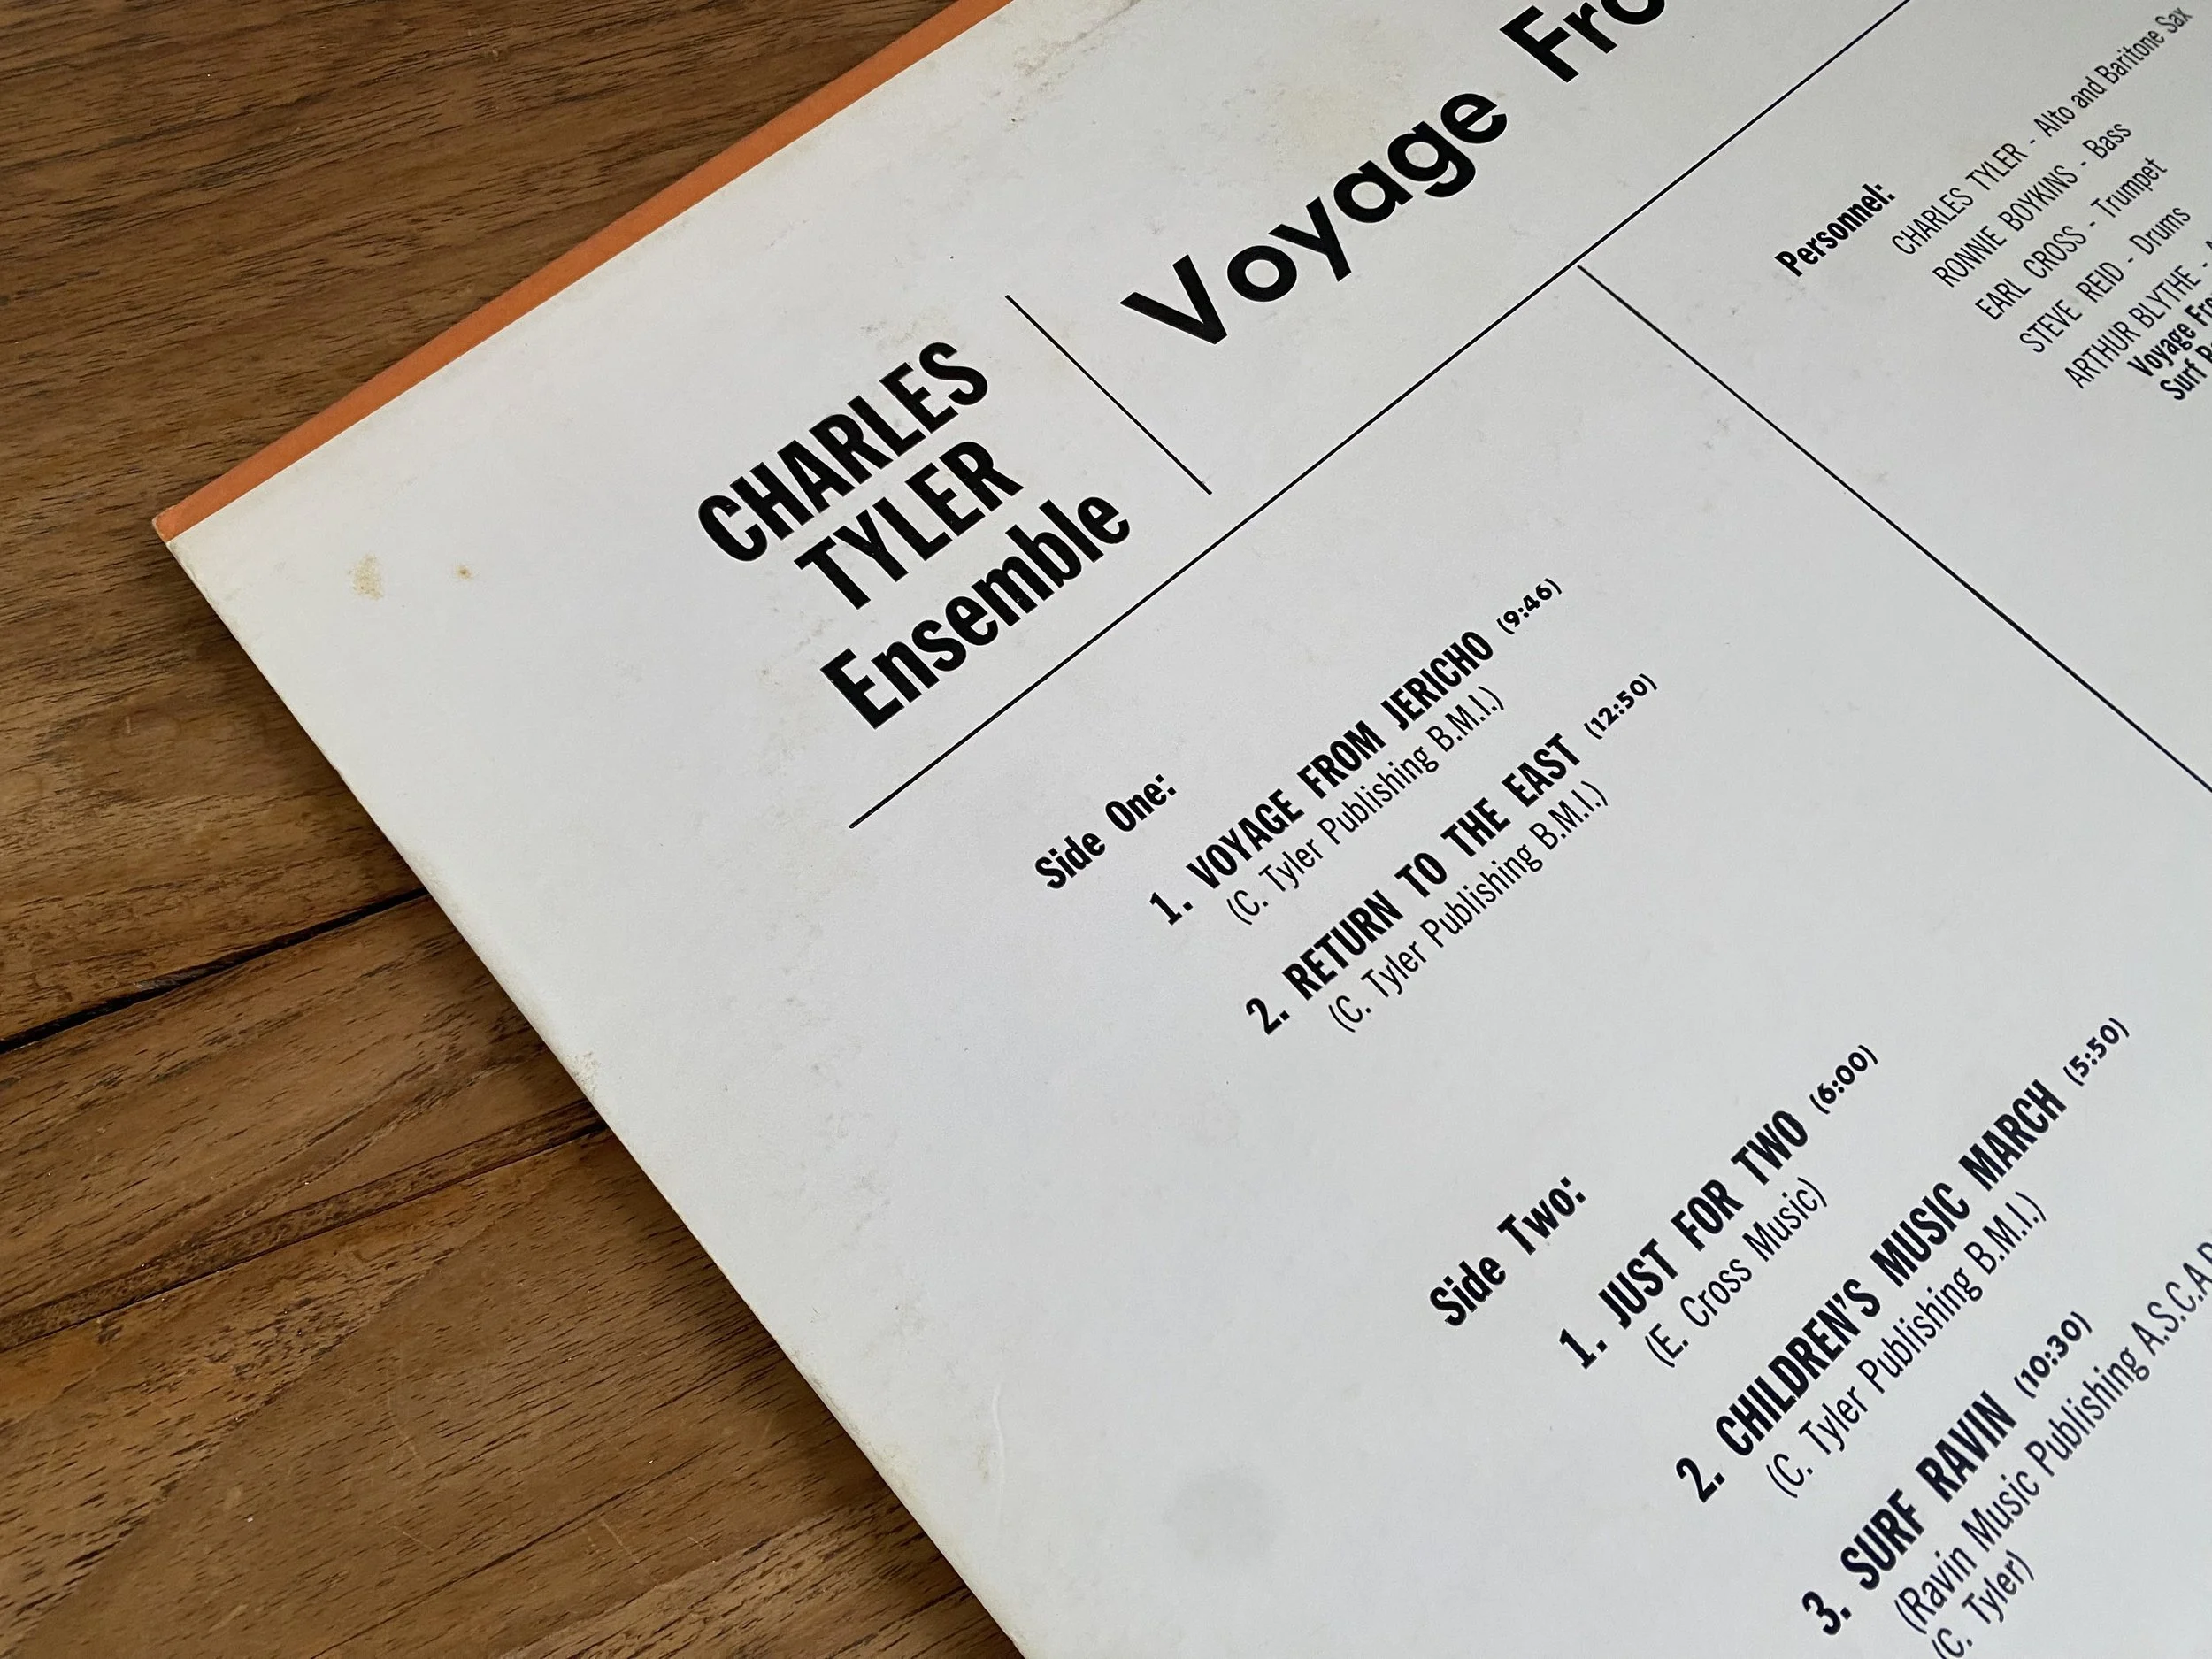 CHARLES
TYLER
Ensemble
Voyage Fro
Side One:
1. VOYAGE FROM JERICHO (9:46)
(C. Tyler Publishing B.M.I.)
2. RETURN TO THE EAST (12:50)
(C. Tyler Publishing B.M.I.)
Side Two:
1. JUST FOR TWO (6:00)
(E. Cross Music)
2. CHILDREN'S MUSIC MARCH (5:50)
(C. Tyler Publishing B.M.I.)
3. SURF RAVIN (10:30)
(Ravin Music Publishing A.S.C.A.P
(C. Tyler)
Personnel:
CHARLES TYLER - Alto and Baritone Sax
RONNIE BOYKINS - Bass
EARL CROSS - Trumpet
STEVE REID - Drums
ARTHUR BLYTHE -
Voyage Fro
Surf R